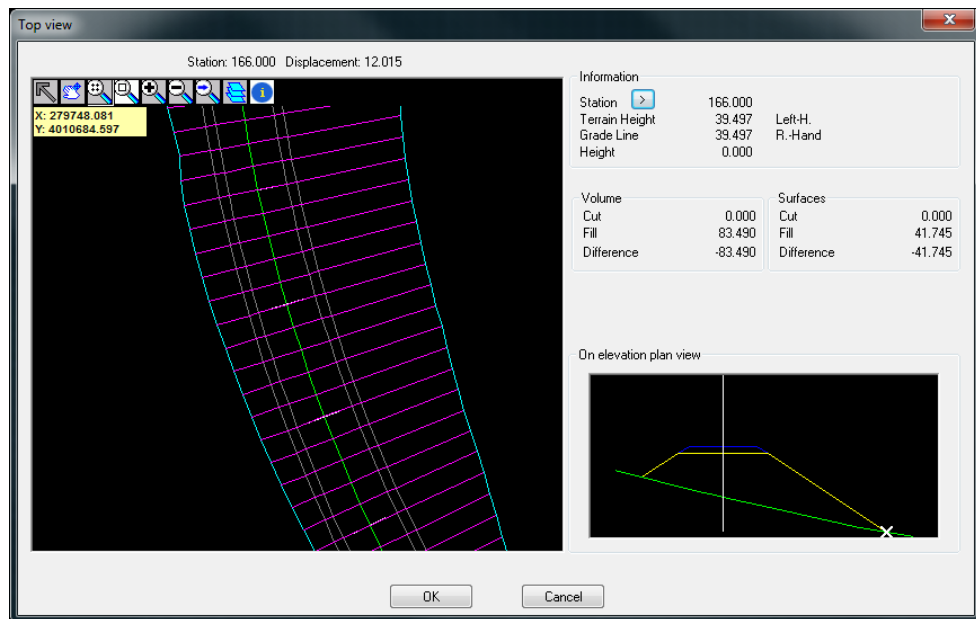 Top view
Station: 166.000 Displacement: 12.015
X: 279748.081
Y: 4010684.597
Information
Station > 166.000
Terrain Height 39.497 Left-H.
Grade Line 39.497 R.-Hand
Height 0.000
Volume
Cut 0.000
Fill 83.490
Difference -83.490
Surfaces
Cut 0.000
Fill 41.745
Difference -41.745
On elevation plan view
OK Cancel